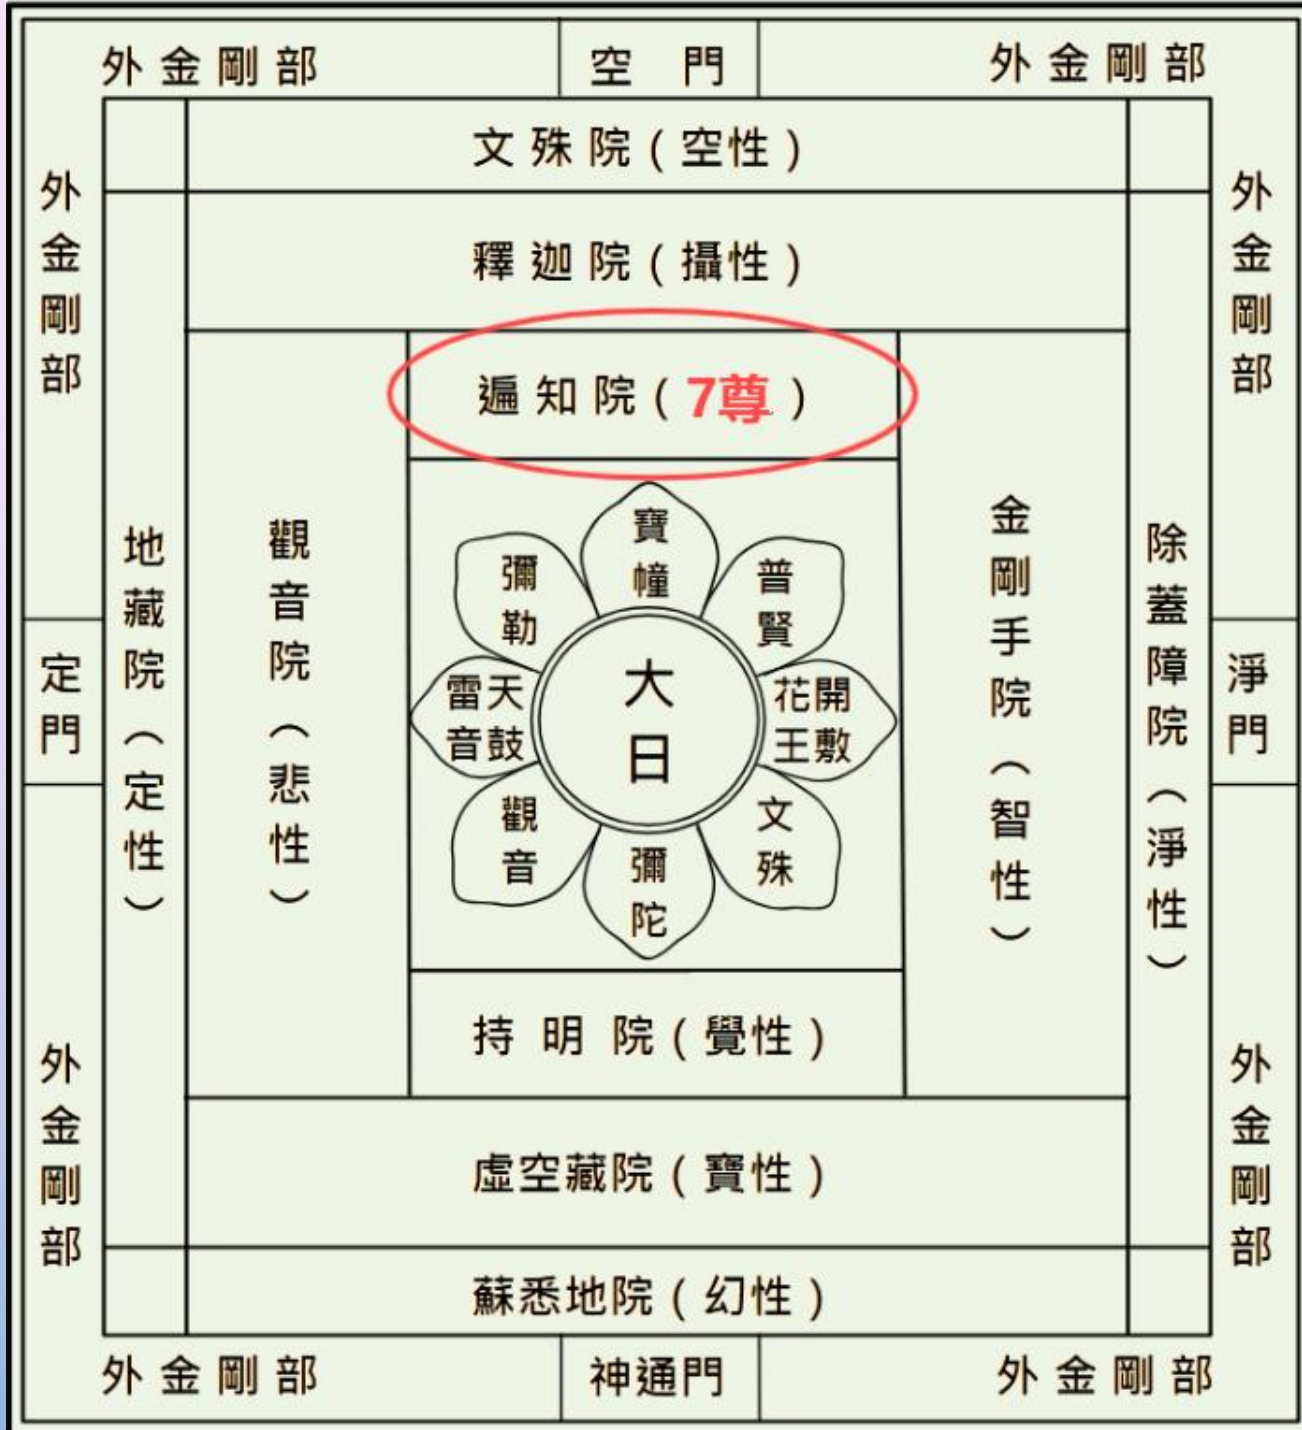 外金剛部
空門
外金剛部
文殊院（空性）
釋迦院（攝性）
遍知院（7尊）
外金剛部
外金剛部
地藏院（定性）
觀音院（悲性）
金剛手院（智性）
除蓋障院（淨性）
定門
淨門
寶幢
彌勒
普賢
天鼓
雷音
大日
開敷
花王
觀音
文殊
彌陀
持明院（覺性）
外金剛部
外金剛部
虛空藏院（寶性）
蘇悉地院（幻性）
外金剛部
神通門
外金剛部